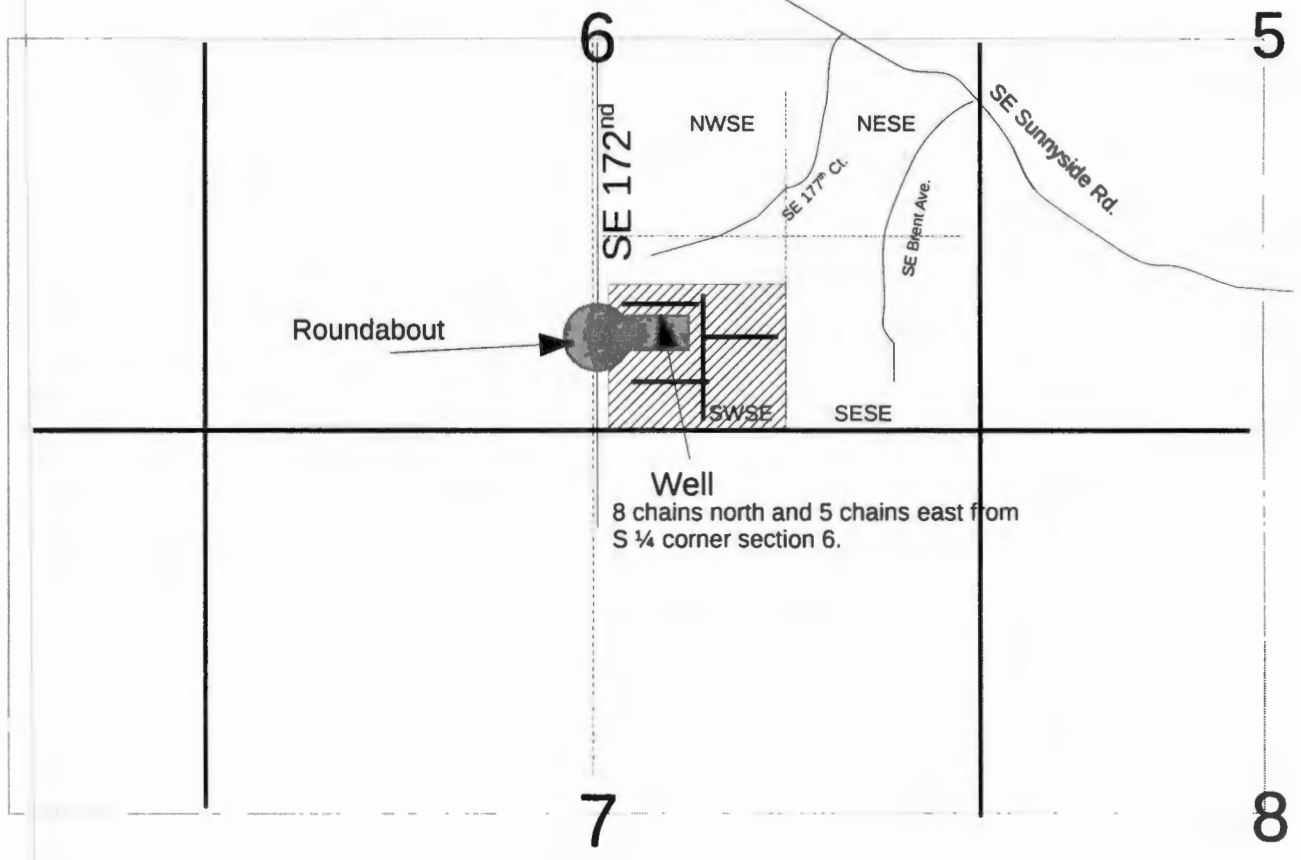 6
5
SE 172nd
NWSE
NESE
SE Sunnyside Rd.
SE 177th Ct.
SE Brent Ave.
Roundabout
SWSE
SESE
Well
8 chains north and 5 chains east from
S ¼ corner section 6.
7
8